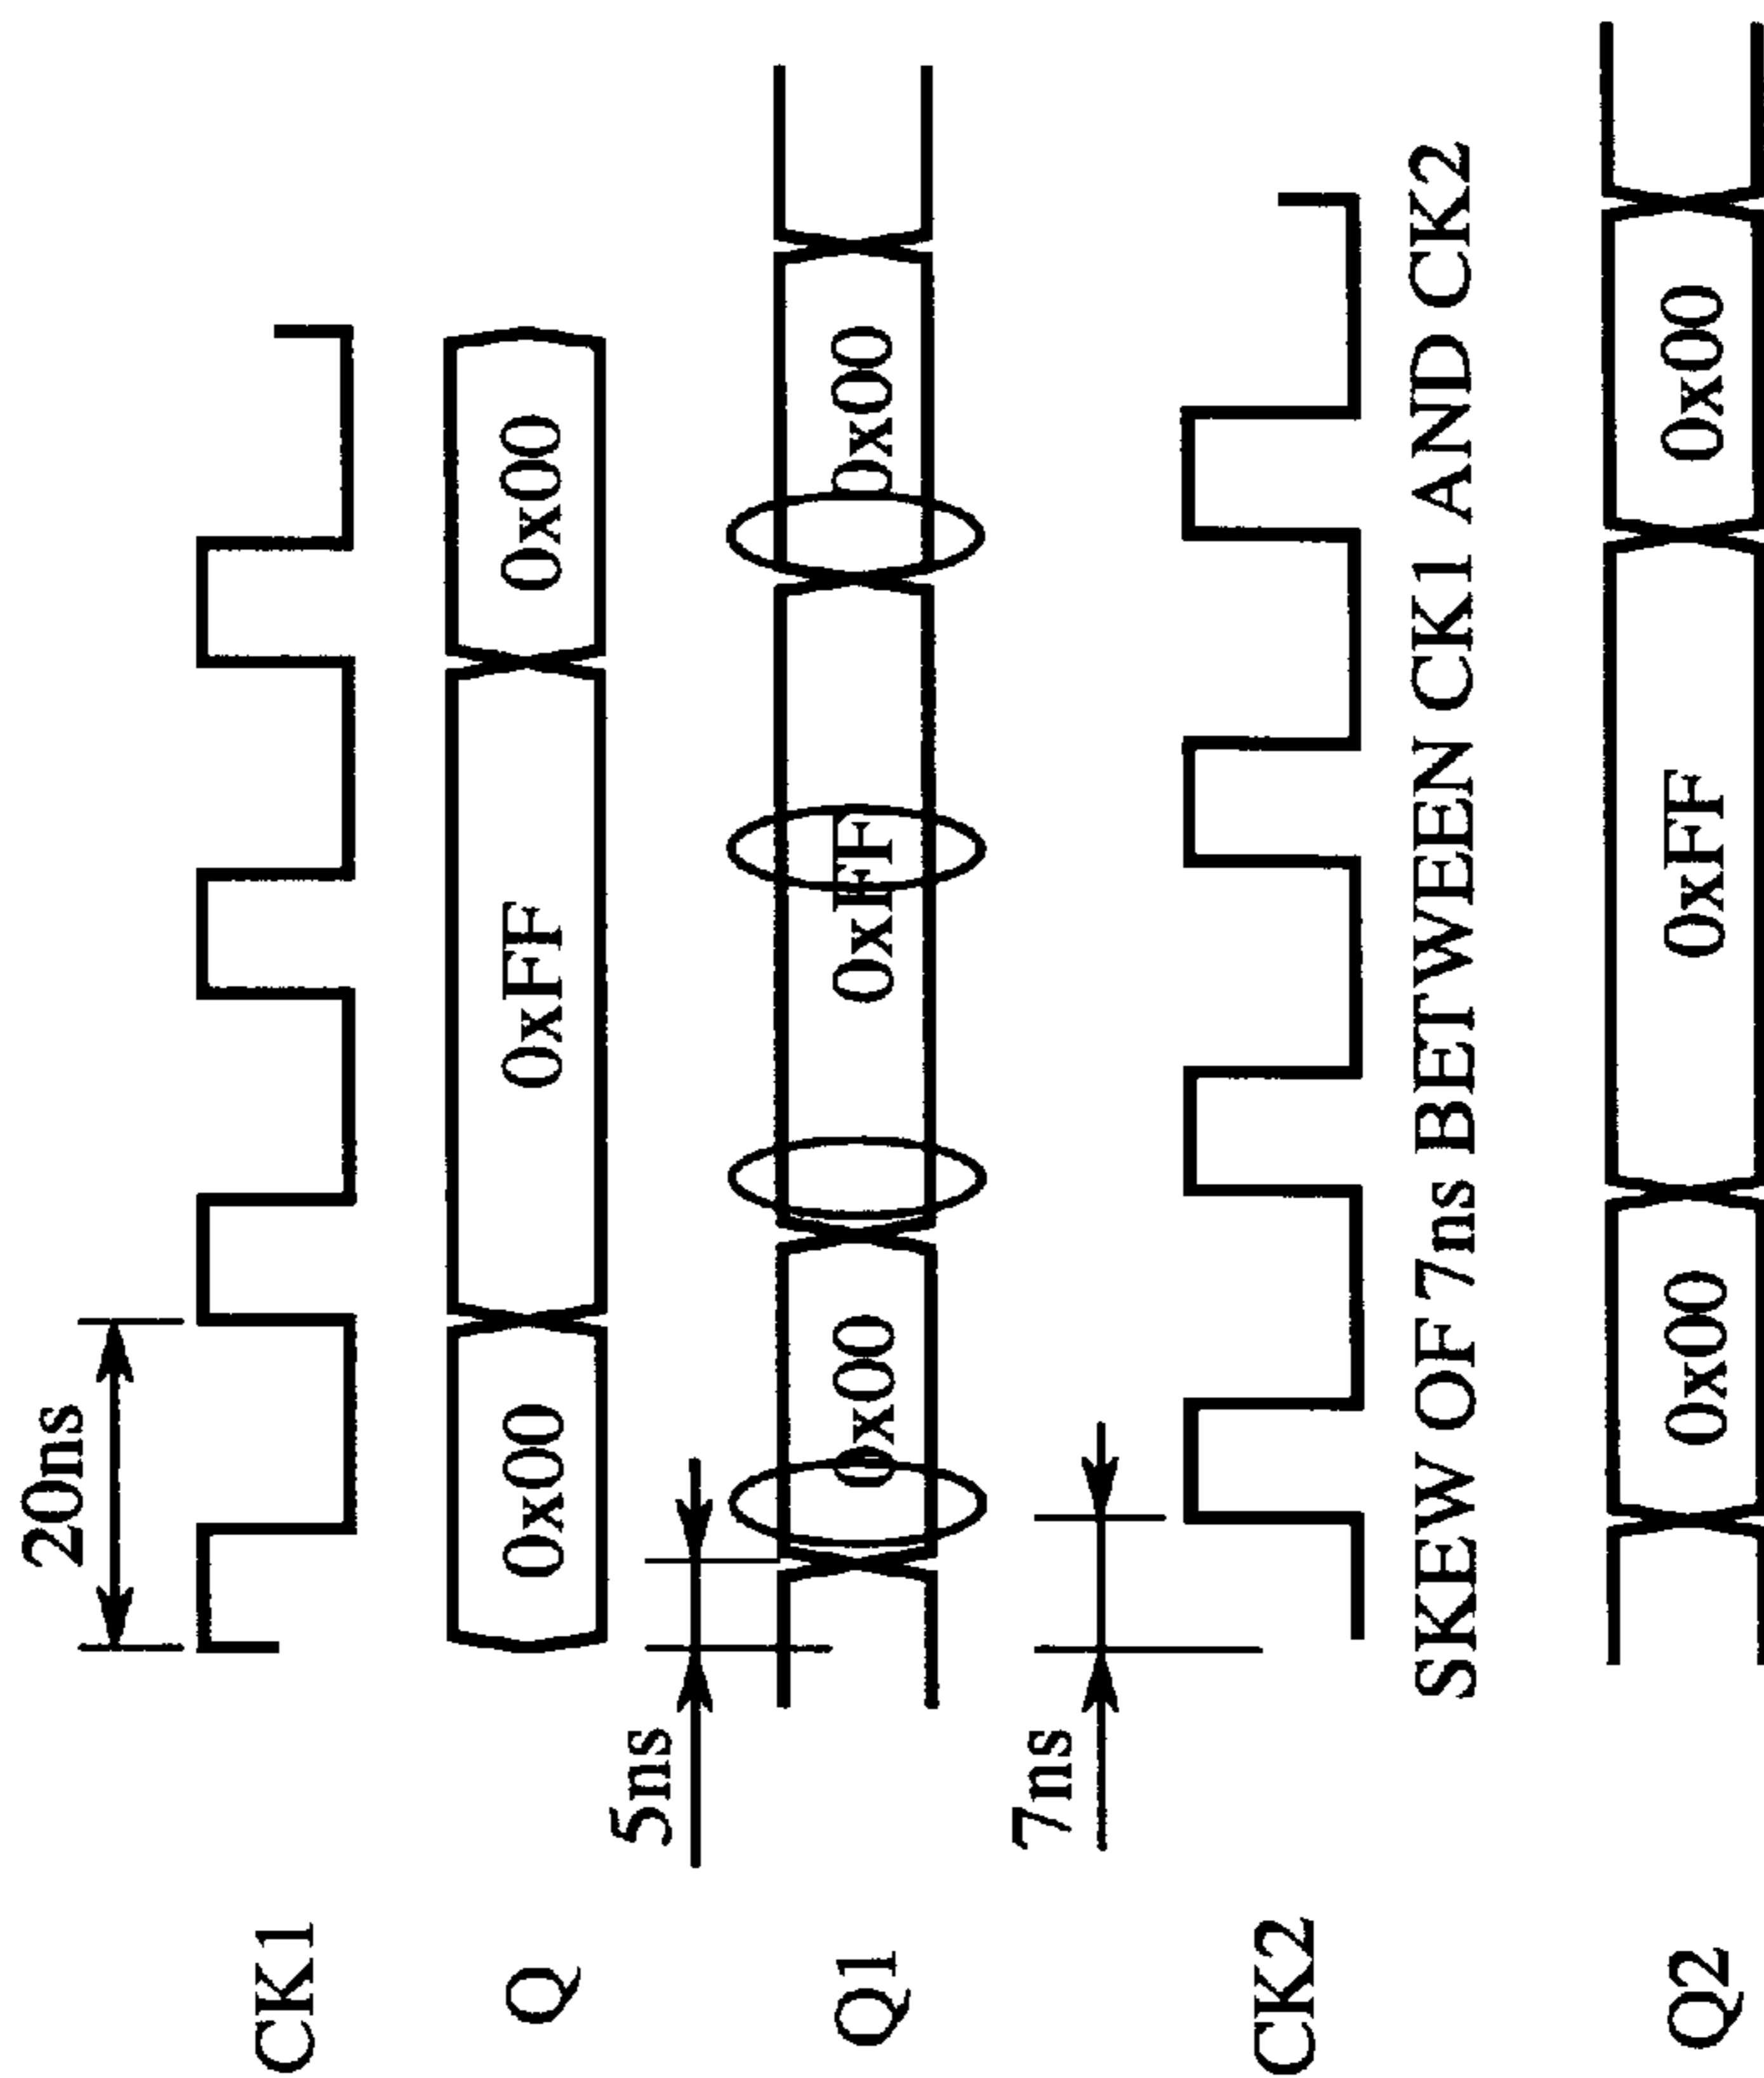 20ns
CK1
Q 0x00 0xFF 0x00
5ns
Q1 0x00 0xFF 0x00
7ns
CK2
SKEW OF 7ns BETWEEN CK1 AND CK2
Q2 0x00 0xFF 0x00